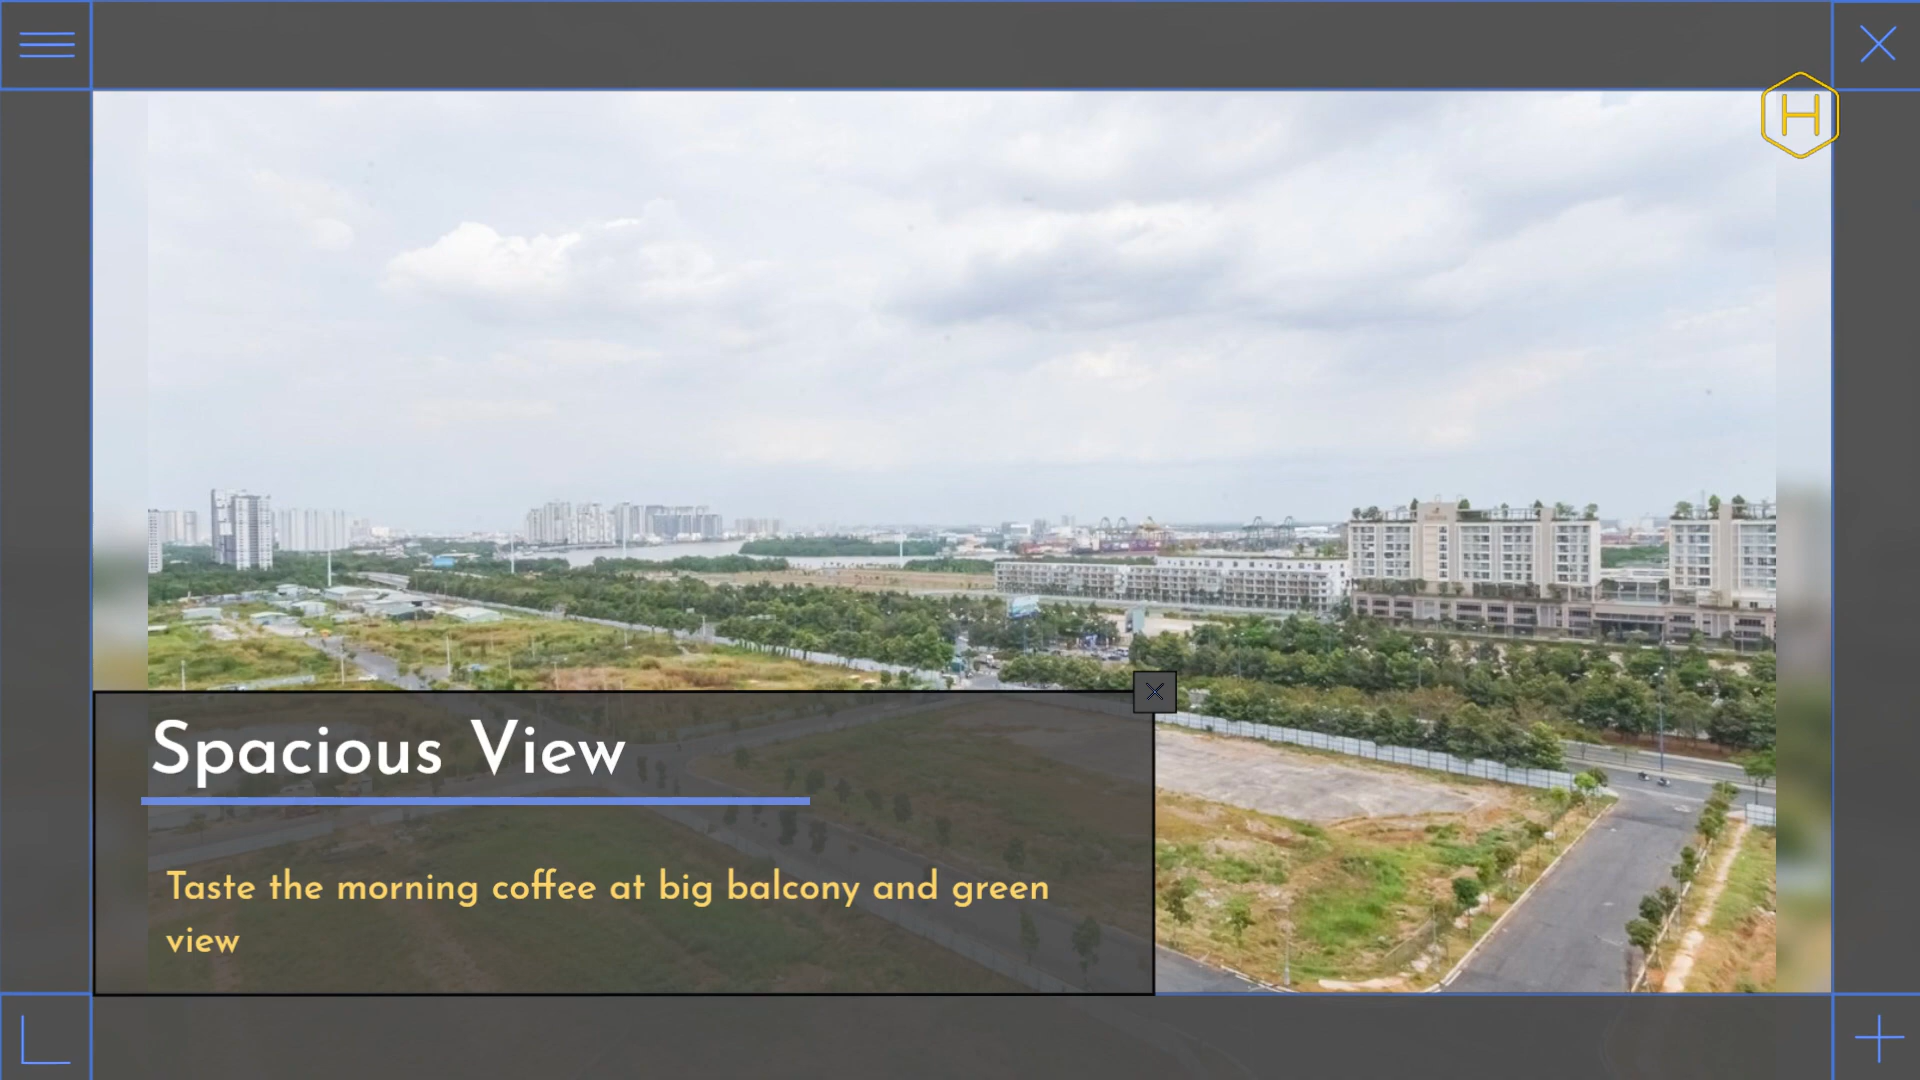 H
Spacious View
Taste the morning coffee at big balcony and green
view